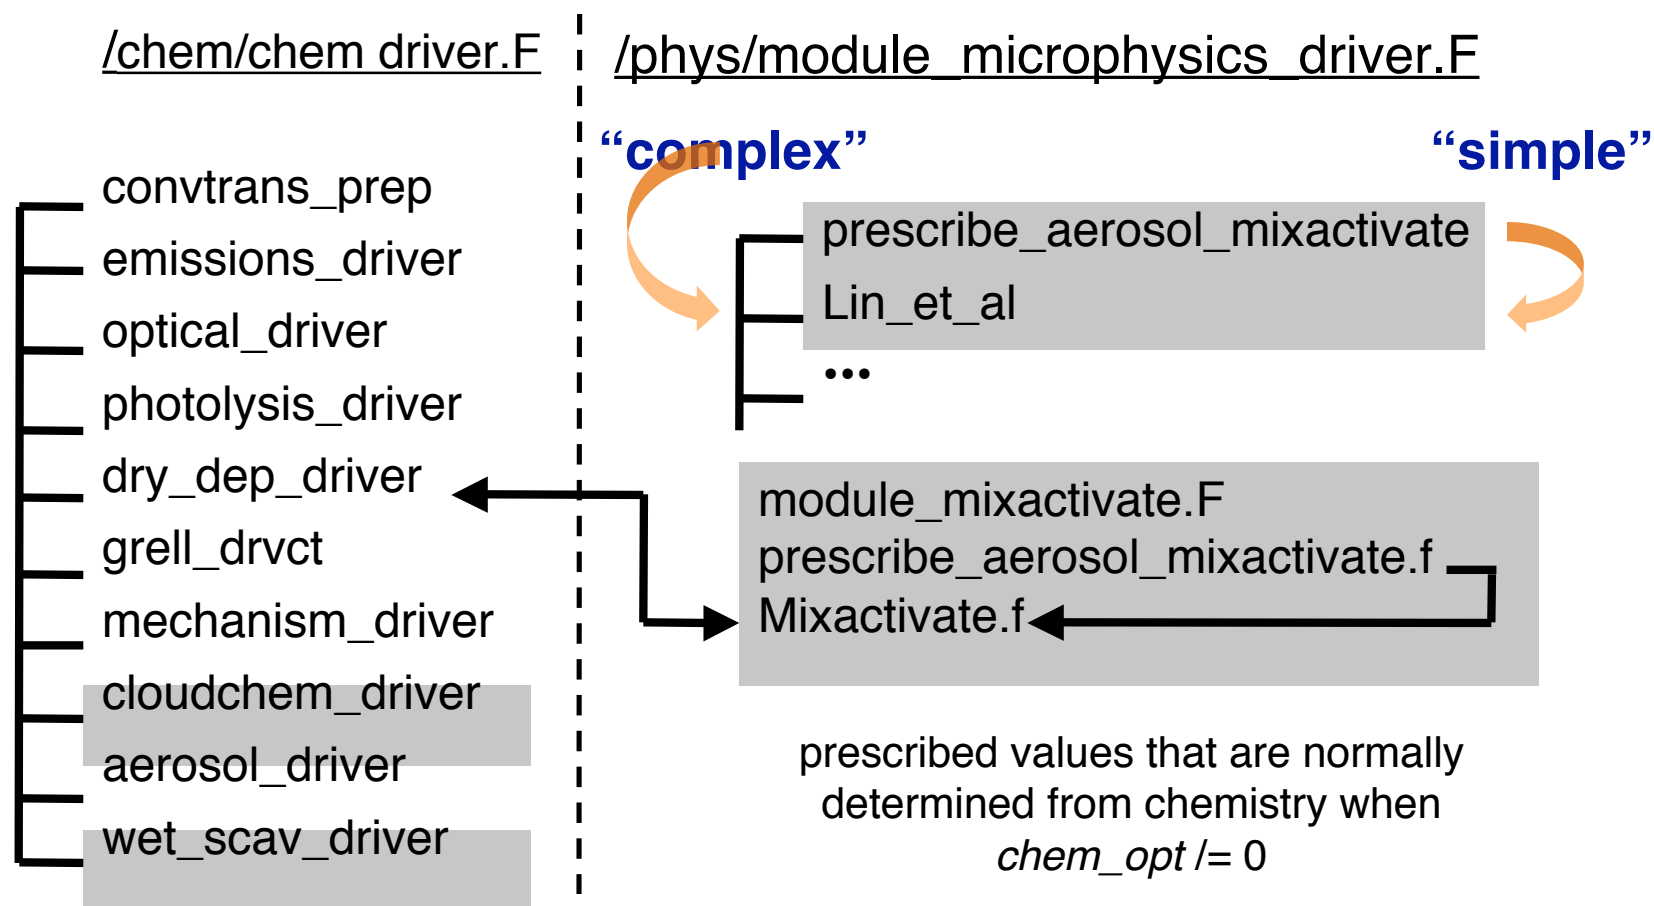 /chem/chem driver.F
convtrans_prep
emissions_driver
optical_driver
photolysis_driver
dry_dep_driver
grell_drvct
mechanism_driver
cloudchem_driver
aerosol_driver
wet_scav_driver
/phys/module_microphysics_driver.F
“complex”
“simple”
prescribe_aerosol_mixactivate
Lin_et_al
...
module_mixactivate.F
prescribe_aerosol_mixactivate.f
Mixactivate.f
prescribed values that are normally
determined from chemistry when
chem_opt /= 0